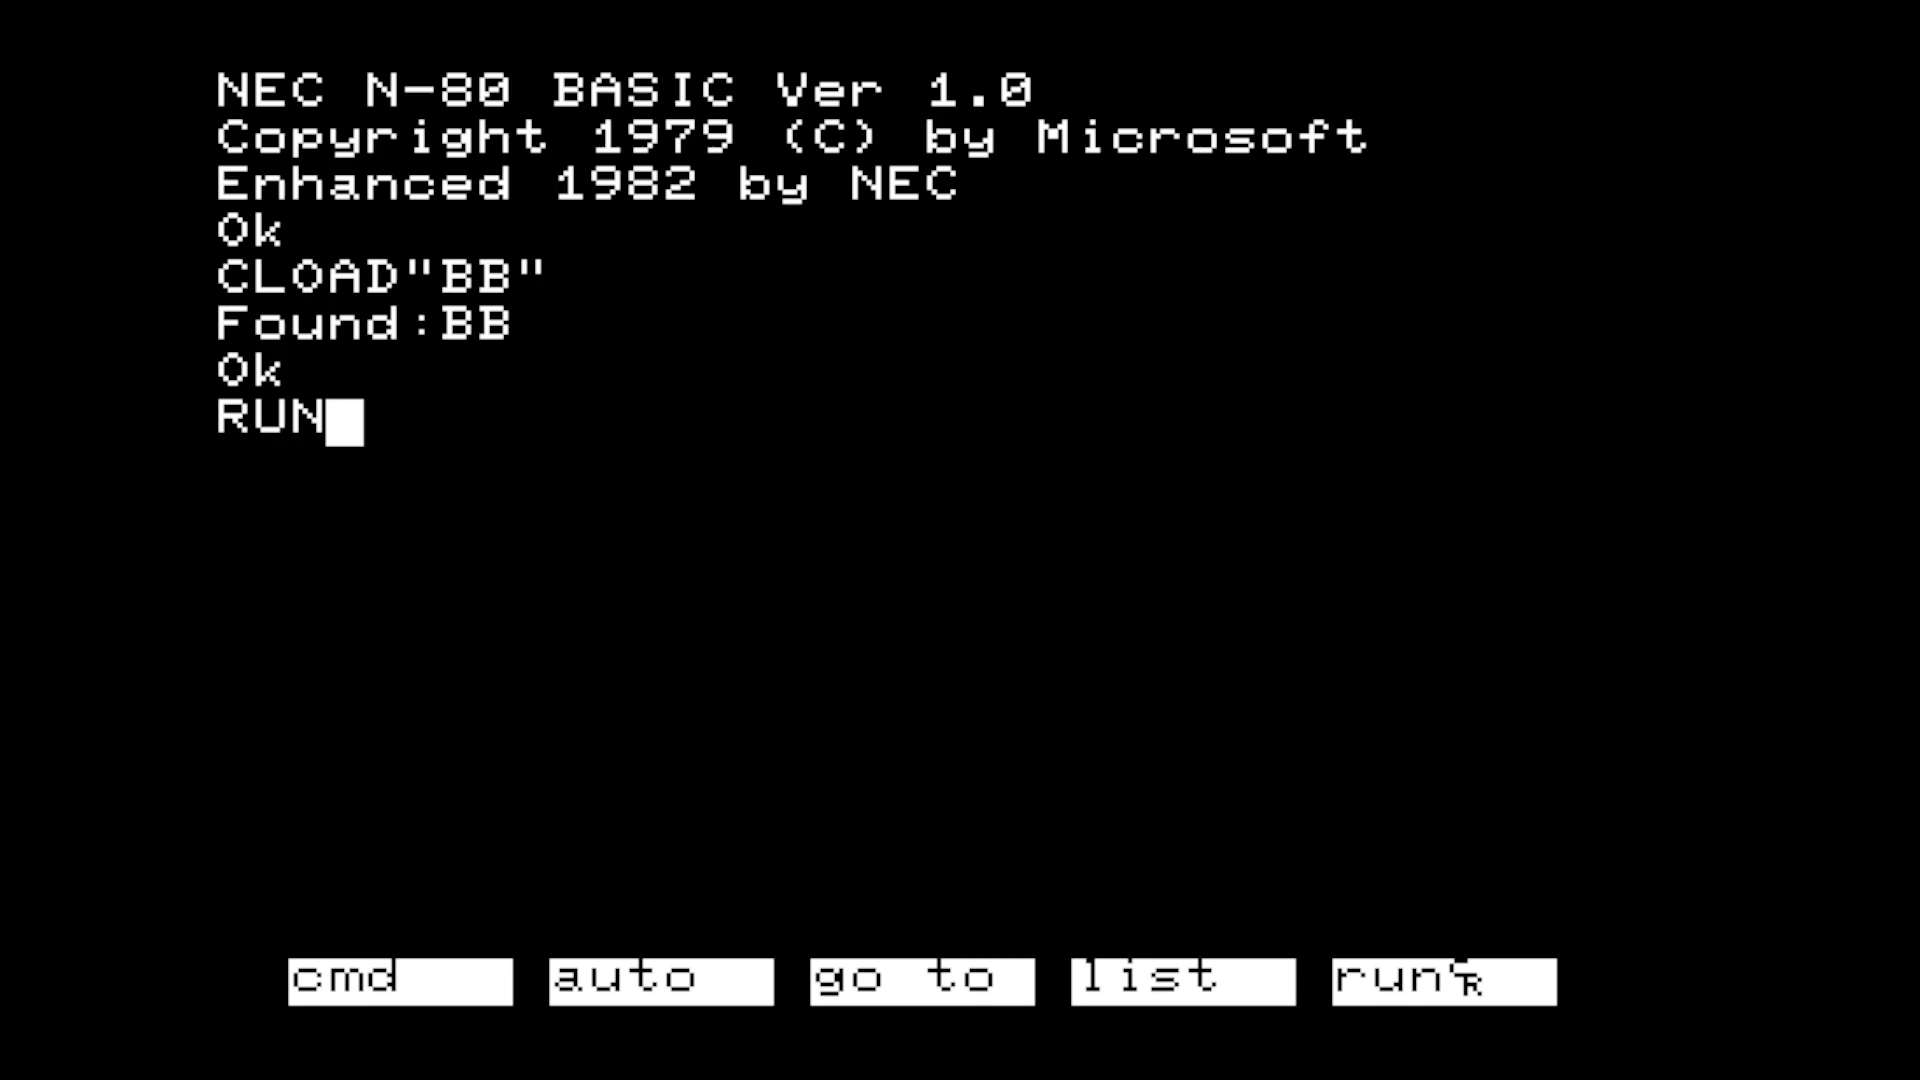 NEC N-80 BASIC Ver 1.0
Copyright 1979 (C) by Microsoft
Enhanced 1982 by NEC
Ok
CLOAD"BB"
Found:BB
Ok
RUN
cmd auto go to list run␍